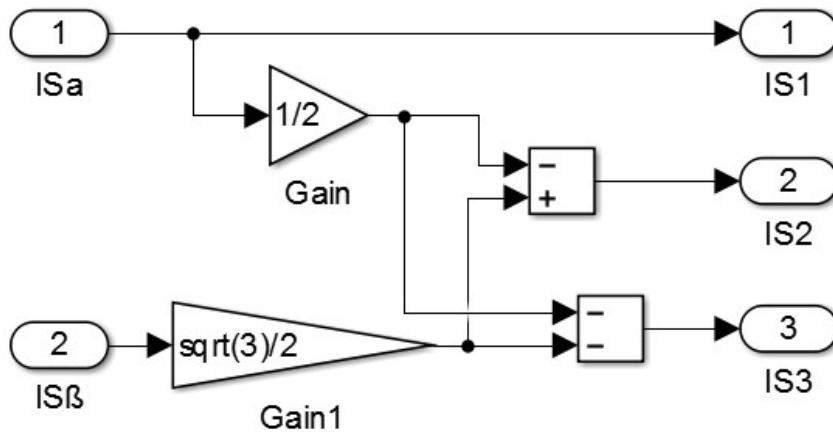 1
ISa
1/2
Gain
1
IS1
-
+
2
IS2
2
ISß
sqrt(3)/2
Gain1
-
-
3
IS3